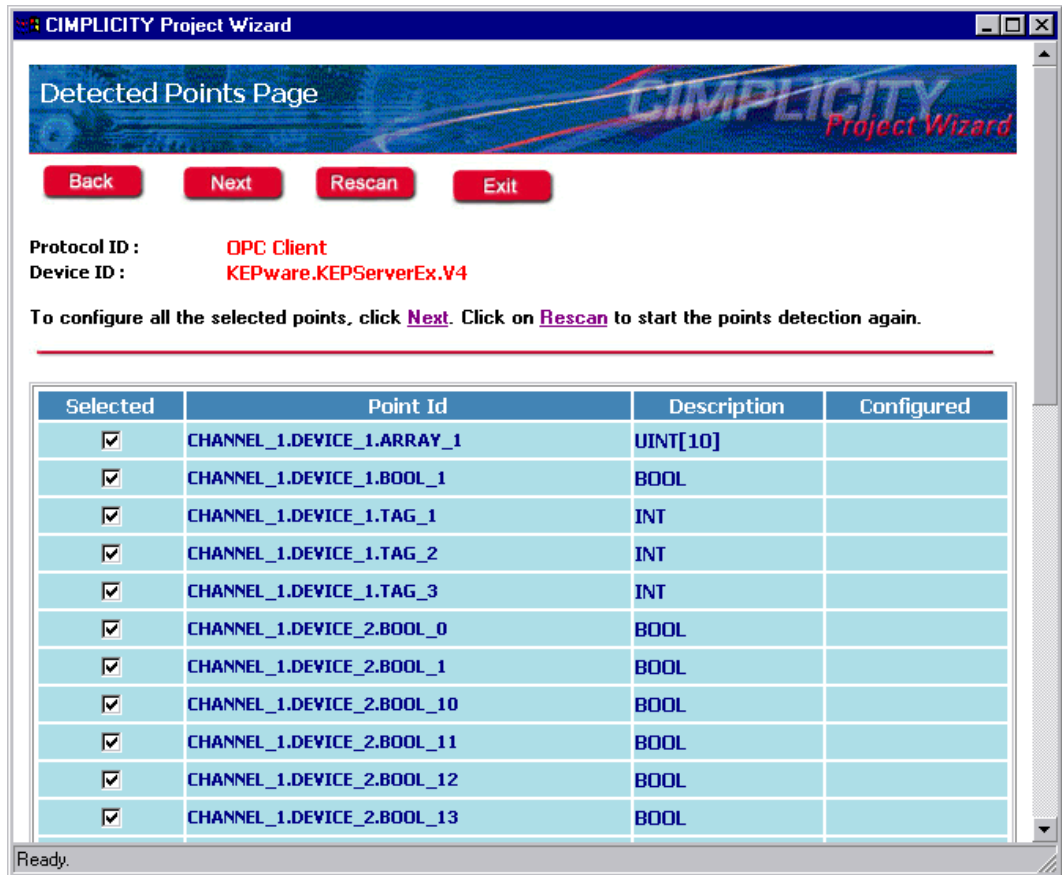 CIMPLICITY Project Wizard
Detected Points Page
CIMPLICITY
Project Wizard
Back Next Rescan Exit
Protocol ID : OPC Client
Device ID : KEPware.KEPServerEx.V4
To configure all the selected points, click Next. Click on Rescan to start the points detection again.
Selected Point Id Description Configured
CHANNEL_1.DEVICE_1.ARRAY_1 UINT[10]
CHANNEL_1.DEVICE_1.BOOL_1 BOOL
CHANNEL_1.DEVICE_1.TAG_1 INT
CHANNEL_1.DEVICE_1.TAG_2 INT
CHANNEL_1.DEVICE_1.TAG_3 INT
CHANNEL_1.DEVICE_2.BOOL_0 BOOL
CHANNEL_1.DEVICE_2.BOOL_1 BOOL
CHANNEL_1.DEVICE_2.BOOL_10 BOOL
CHANNEL_1.DEVICE_2.BOOL_11 BOOL
CHANNEL_1.DEVICE_2.BOOL_12 BOOL
CHANNEL_1.DEVICE_2.BOOL_13 BOOL
Ready.